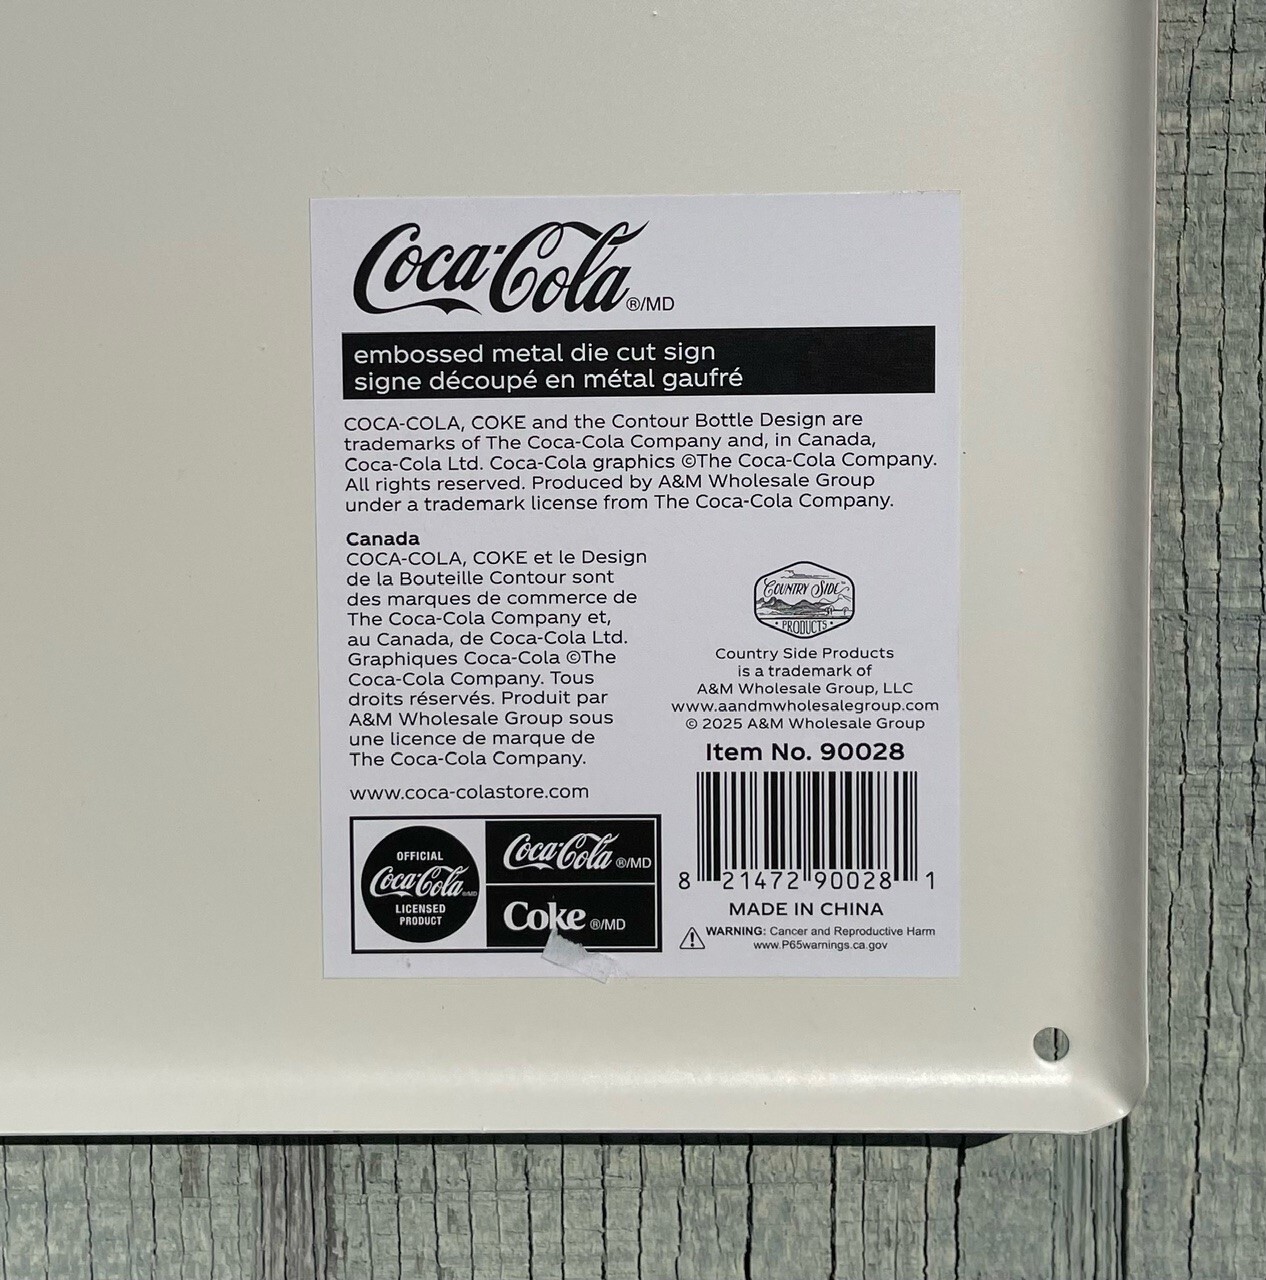 Coca-Cola ®/MD
embossed metal die cut sign
signe découpé en métal gaufré
COCA-COLA, COKE and the Contour Bottle Design are
trademarks of The Coca-Cola Company and, in Canada,
Coca-Cola Ltd. Coca-Cola graphics ©The Coca-Cola Company.
All rights reserved. Produced by A&M Wholesale Group
under a trademark license from The Coca-Cola Company.
Canada
COCA-COLA, COKE et le Design
de la Bouteille Contour sont
des marques de commerce de
The Coca-Cola Company et,
au Canada, de Coca-Cola Ltd.
Graphiques Coca-Cola ©The
Coca-Cola Company. Tous
droits réservés. Produit par
A&M Wholesale Group sous
une licence de marque de
The Coca-Cola Company.
www.coca-colastore.com
OFFICIAL
Coca-Cola ®/MD
LICENSED
PRODUCT
Coca-Cola ®/MD
Coke ®/MD
COUNTRY SIDE™
• PRODUCTS •
Country Side Products
is a trademark of
A&M Wholesale Group, LLC
www.aandmwholesalegroup.com
© 2025 A&M Wholesale Group
Item No. 90028
8 21472 90028 1
MADE IN CHINA
WARNING: Cancer and Reproductive Harm
www.P65warnings.ca.gov